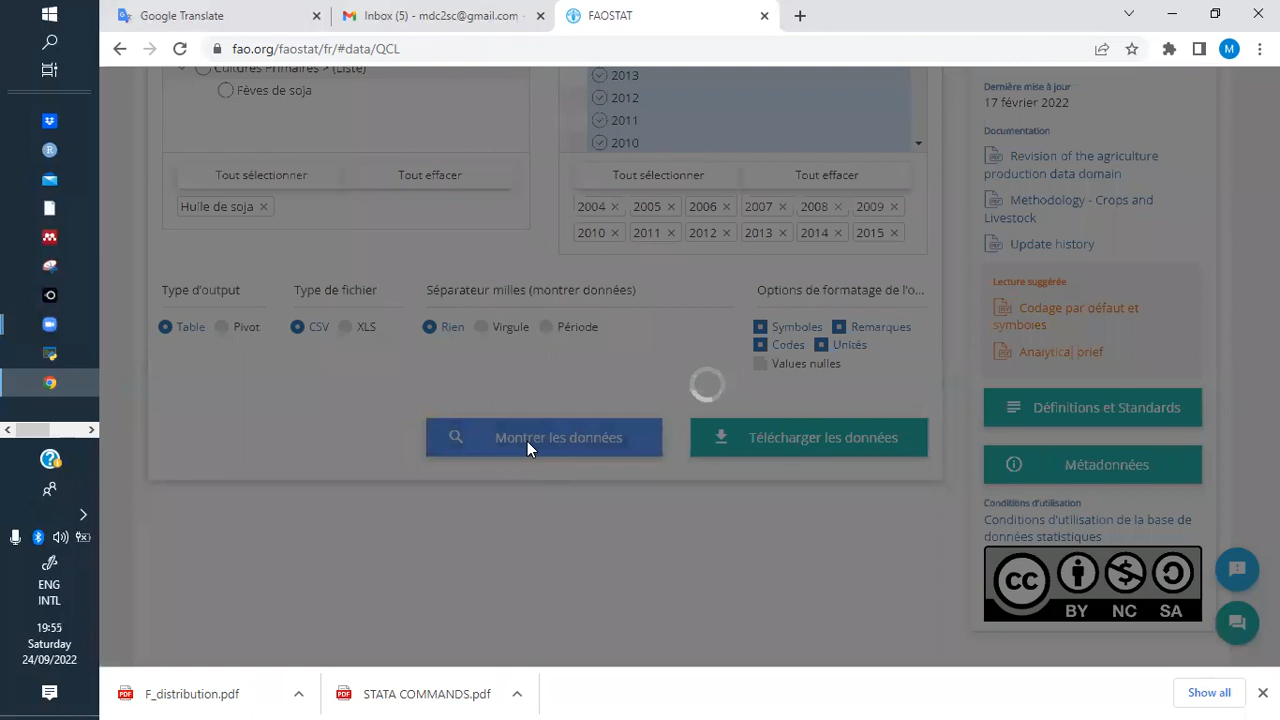 Google Translate
Inbox (5) - mdc2sc@gmail.com -
FAOSTAT
fao.org/faostat/fr/#data/QCL
M
Cultures Primaires > (Liste)
Fèves de soja
Tout sélectionner
Tout effacer
Huile de soja
2013
2012
2011
2010
Tout sélectionner
Tout effacer
2004 2005 2006 2007 2008 2009
2010 2011 2012 2013 2014 2015
Type d'output
Table Pivot
Type de fichier
CSV XLS
Séparateur milles (montrer données)
Rien Virgule Période
Options de formatage de l'o...
Symboles Remarques
Codes Unités
Values nulles
Montrer les données
Télécharger les données
Dernière mise à jour
17 février 2022
Documentation
Revision of the agriculture
production data domain
Methodology - Crops and
Livestock
Update history
Lecture suggérée
Codage par défaut et
symboles
Analytical brief
Définitions et Standards
Métadonnées
Conditions d'utilisation
Conditions d'utilisation de la base de
données statistiques
CC
BY NC SA
ENG
INTL
19:55
Saturday
24/09/2022
F_distribution.pdf
STATA COMMANDS.pdf
Show all